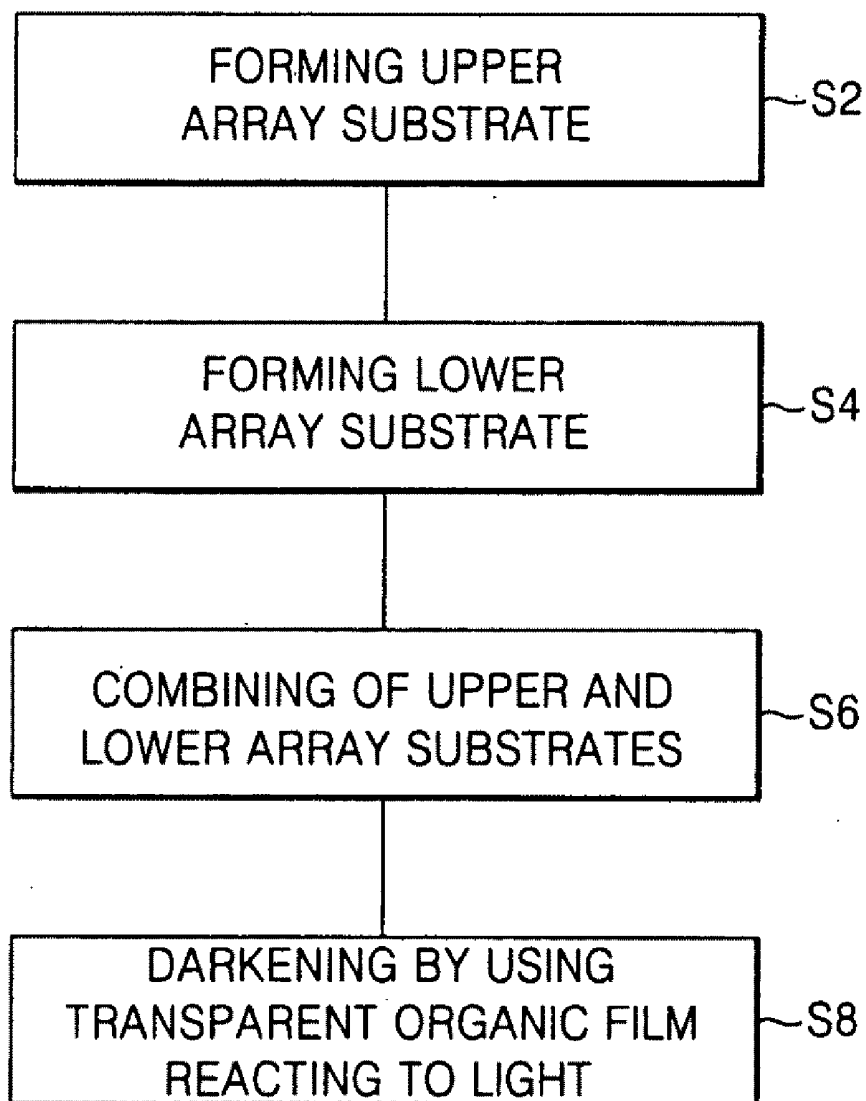 FORMING UPPER
ARRAY SUBSTRATE
S2
FORMING LOWER
ARRAY SUBSTRATE
S4
COMBINING OF UPPER AND
LOWER ARRAY SUBSTRATES
S6
DARKENING BY USING
TRANSPARENT ORGANIC FILM
REACTING TO LIGHT
S8